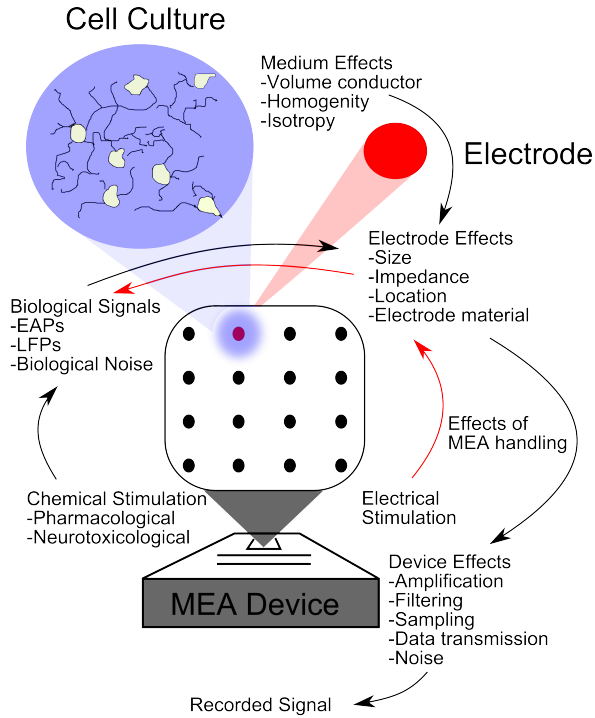 Cell Culture
Medium Effects
-Volume conductor
-Homogenity
-Isotropy
Electrode
Electrode Effects
-Size
-Impedance
-Location
-Electrode material
Biological Signals
-EAPs
-LFPs
-Biological Noise
Effects of
MEA handling
Chemical Stimulation
-Pharmacological
-Neurotoxicological
Electrical
Stimulation
Device Effects
-Amplification
-Filtering
-Sampling
-Data transmission
-Noise
MEA Device
Recorded Signal